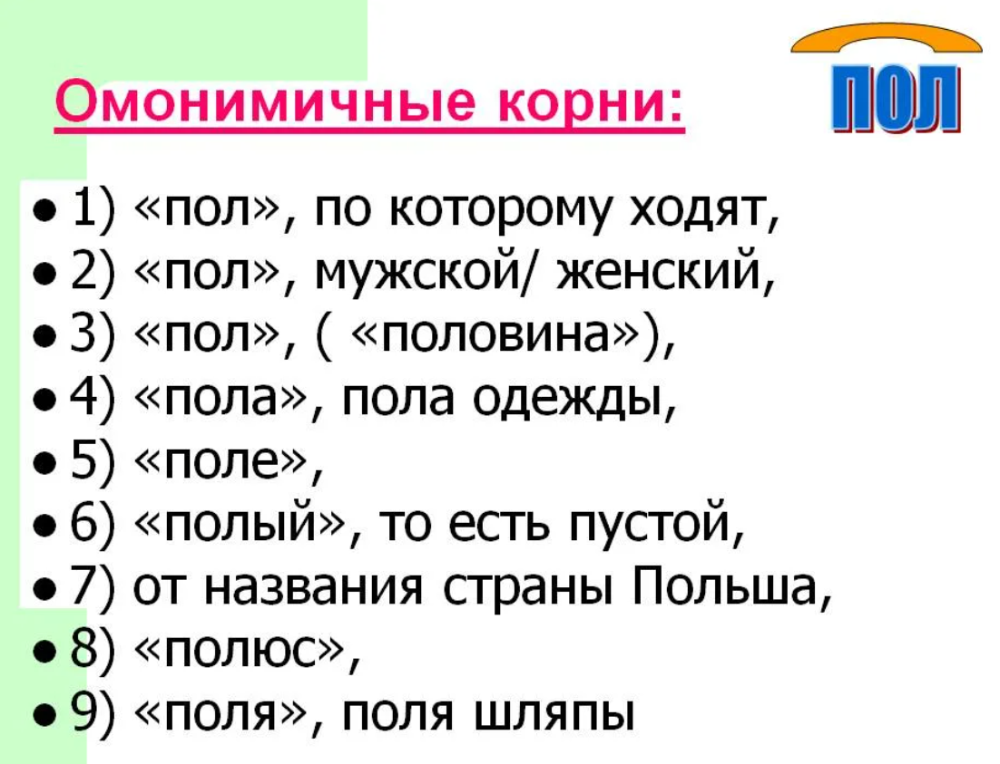 ПОЛ
Омонимичные корни:
● 1) «пол», по которому ходят,
● 2) «пол», мужской/ женский,
● 3) «пол», ( «половина»),
● 4) «пола», пола одежды,
● 5) «поле»,
● 6) «полый», то есть пустой,
● 7) от названия страны Польша,
● 8) «полюс»,
● 9) «поля», поля шляпы